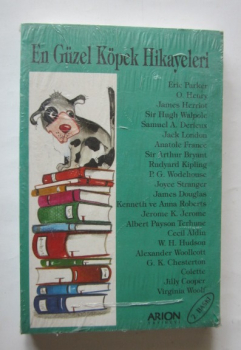 En Güzel Köpek Hikayeleri
Eric Parker
O. Henry
James Herriot
Sir Hugh Walpole
Samuel A. Derieux
Jack London
Anatole France
Sir Arthur Bryant
Rudyard Kipling
P. G. Wodehouse
Joyce Stranger
James Douglas
Kenneth ve Anna Roberts
Jerome K. Jerome
Albert Payson Terhune
Cecil Aldin
W. H. Hudson
Alexander Woollcott
G. K. Chesterton
Colette
Jilly Cooper
Virginia Woolf
ARION